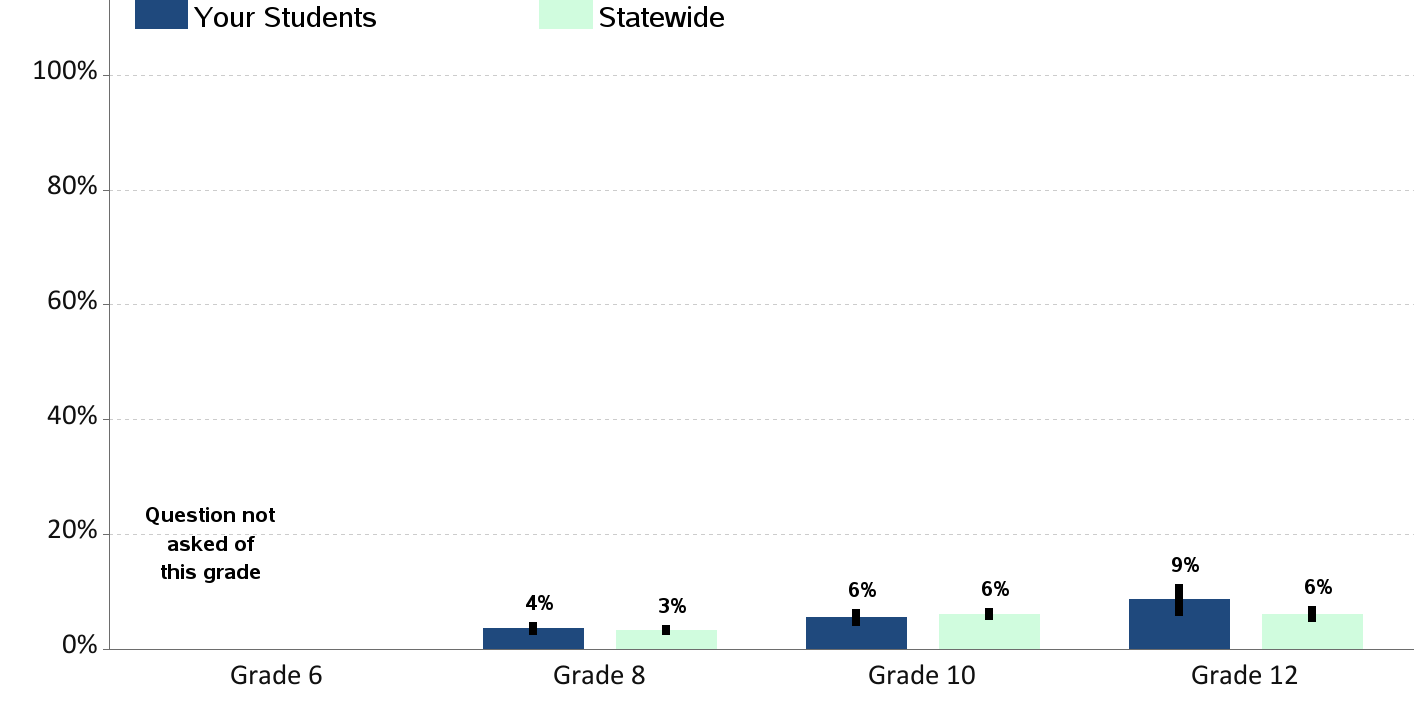 Your Students Statewide
100%
80%
60%
40%
20%
0%
Question not
asked of
this grade
4% 3% 6% 6% 9% 6%
Grade 6 Grade 8 Grade 10 Grade 12